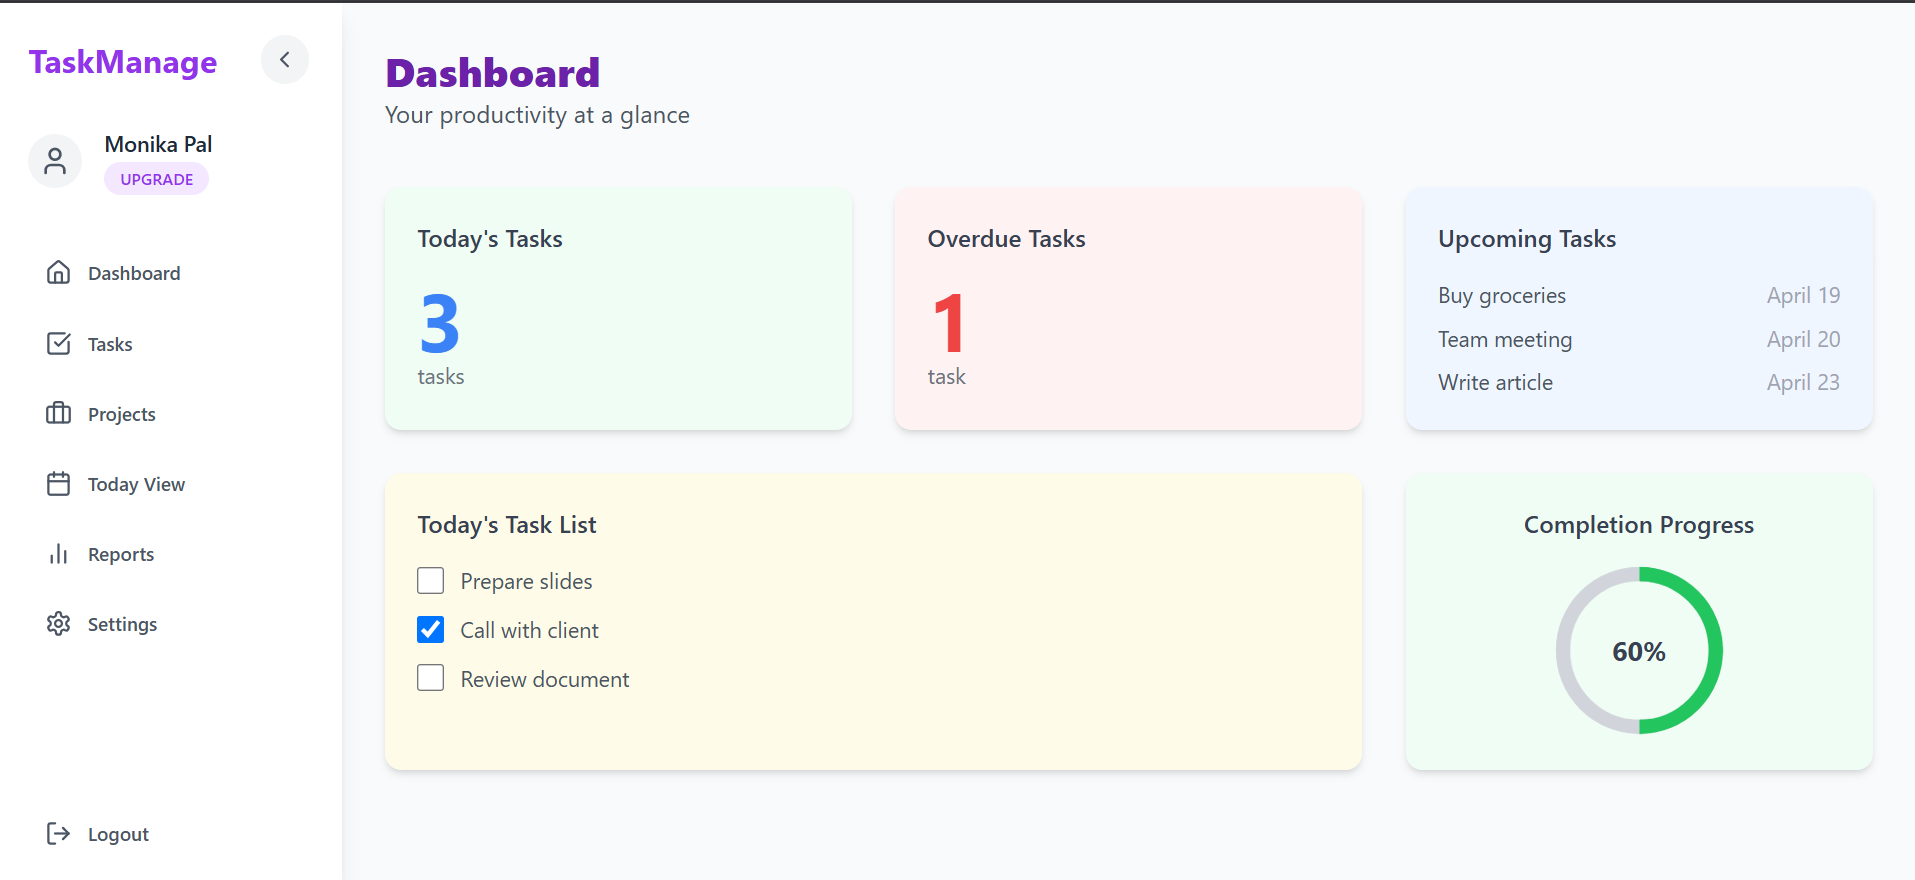 TaskManage
Monika Pal
UPGRADE
Dashboard
Tasks
Projects
Today View
Reports
Settings
Logout
Dashboard
Your productivity at a glance
Today's Tasks
3
tasks
Overdue Tasks
1
task
Upcoming Tasks
Buy groceries April 19
Team meeting April 20
Write article April 23
Today's Task List
Prepare slides
Call with client
Review document
Completion Progress
60%